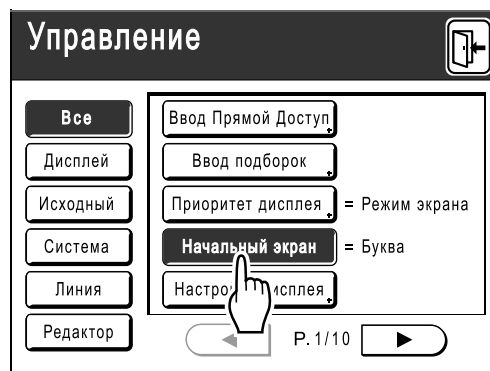 Управление
Все
Ввод Прямой Доступ
Дисплей
Ввод подборок
Исходный
Приоритет дисплея = Режим экрана
Система
Начальный экран = Буква
Линия
Редактор
P. 1/10